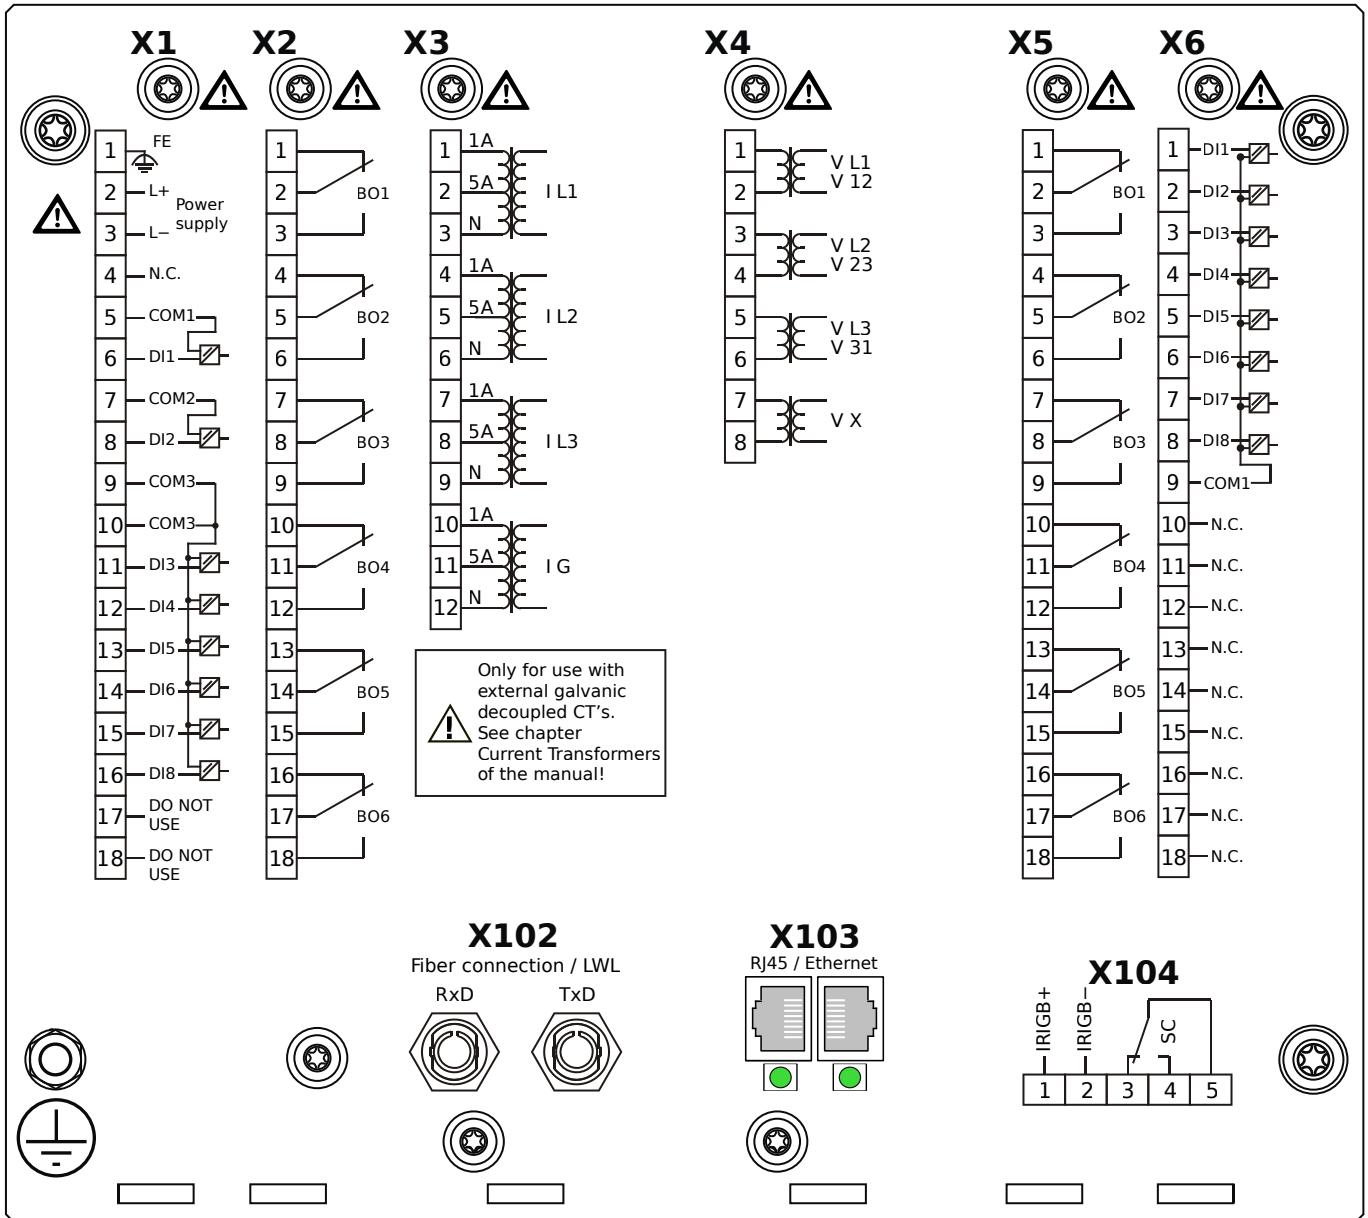 X1 X2 X3 X4 X5 X6
1 FE
2 L+
Power
supply
3 L−
4 N.C.
5 COM1
6 DI1
7 COM2
8 DI2
9 COM3
10 COM3
11 DI3
12 DI4
13 DI5
14 DI6
15 DI7
16 DI8
17 DO NOT
USE
18 DO NOT
USE
1
2 BO1
3
4
5 BO2
6
7
8 BO3
9
10
11 BO4
12
13
14 BO5
15
16
17 BO6
18
1 1A
2 5A I L1
3 N
4 1A
5 5A I L2
6 N
7 1A
8 5A I L3
9 N
10 1A
11 5A I G
12 N
Only for use with
external galvanic
decoupled CT's.
See chapter
Current Transformers
of the manual!
1 V L1
2 V 12
3 V L2
4 V 23
5 V L3
6 V 31
7 V X
8
1
2 BO1
3
4
5 BO2
6
7
8 BO3
9
10
11 BO4
12
13
14 BO5
15
16
17 BO6
18
1 DI1
2 DI2
3 DI3
4 DI4
5 DI5
6 DI6
7 DI7
8 DI8
9 COM1
10 N.C.
11 N.C.
12 N.C.
13 N.C.
14 N.C.
15 N.C.
16 N.C.
17 N.C.
18 N.C.
X102
Fiber connection / LWL
RxD TxD
X103
RJ45 / Ethernet
X104
IRIGB+
IRIGB−
SC
1 2 3 4 5